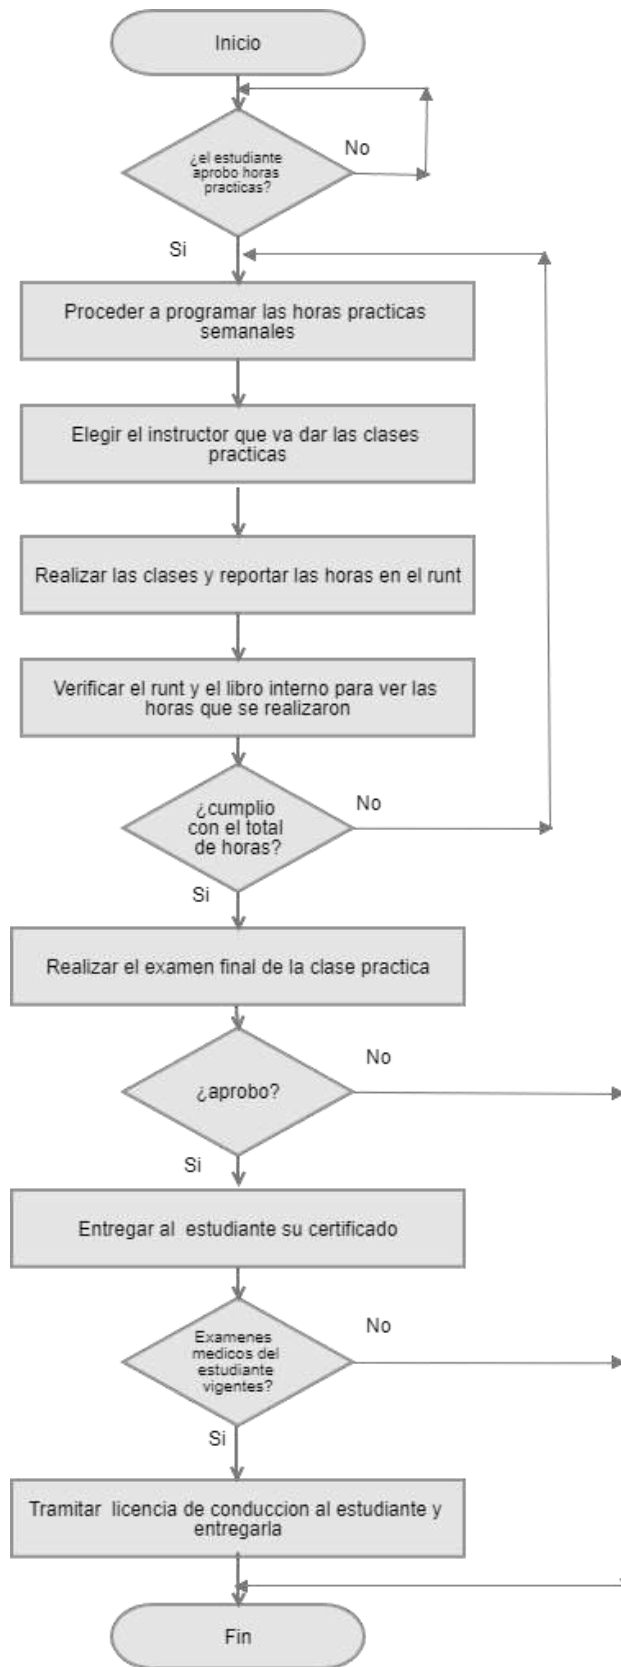 Inicio
¿el estudiante
aprobo horas
practicas?
No
Si
Proceder a programar las horas practicas
semanales
Elegir el instructor que va dar las clases
practicas
Realizar las clases y reportar las horas en el runt
Verificar el runt y el libro interno para ver las
horas que se realizaron
¿cumplio
con el total
de horas?
No
Si
Realizar el examen final de la clase practica
¿aprobo?
No
Si
Entregar al estudiante su certificado
Examenes
medicos del
estudiante
vigentes?
No
Si
Tramitar licencia de conduccion al estudiante y
entregarla
Fin